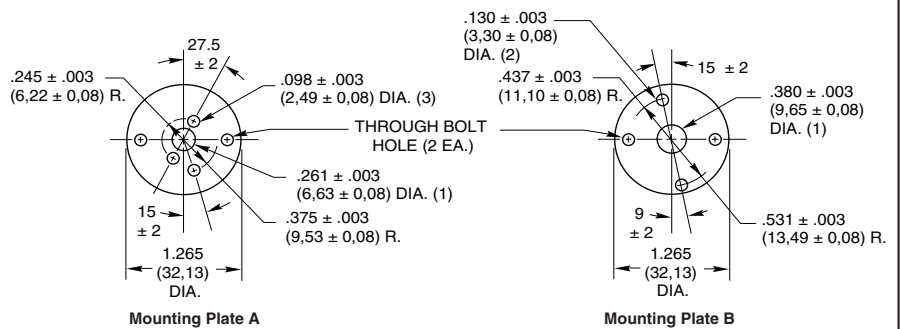 27.5
± 2
.245 ± .003
(6,22 ± 0,08) R.
.098 ± .003
(2,49 ± 0,08) DIA. (3)
THROUGH BOLT
HOLE (2 EA.)
.261 ± .003
(6,63 ± 0,08) DIA. (1)
.375 ± .003
(9,53 ± 0,08) R.
15
± 2
1.265
(32,13)
DIA.
Mounting Plate A
.130 ± .003
(3,30 ± 0,08)
DIA. (2)
15 ± 2
.437 ± .003
(11,10 ± 0,08) R.
.380 ± .003
(9,65 ± 0,08)
DIA. (1)
9
± 2
.531 ± .003
(13,49 ± 0,08) R.
1.265
(32,13)
DIA.
Mounting Plate B